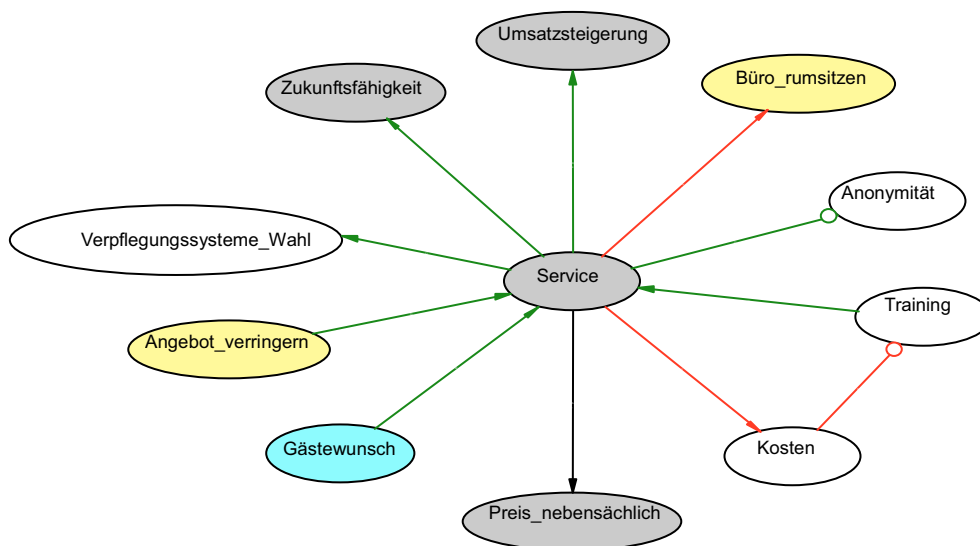 Umsatzsteigerung
Zukunftsfähigkeit
Büro_rumsitzen
Anonymität
Verpflegungssysteme_Wahl
Service
Training
Angebot_verringern
Gästewunsch
Kosten
Preis_nebensächlich